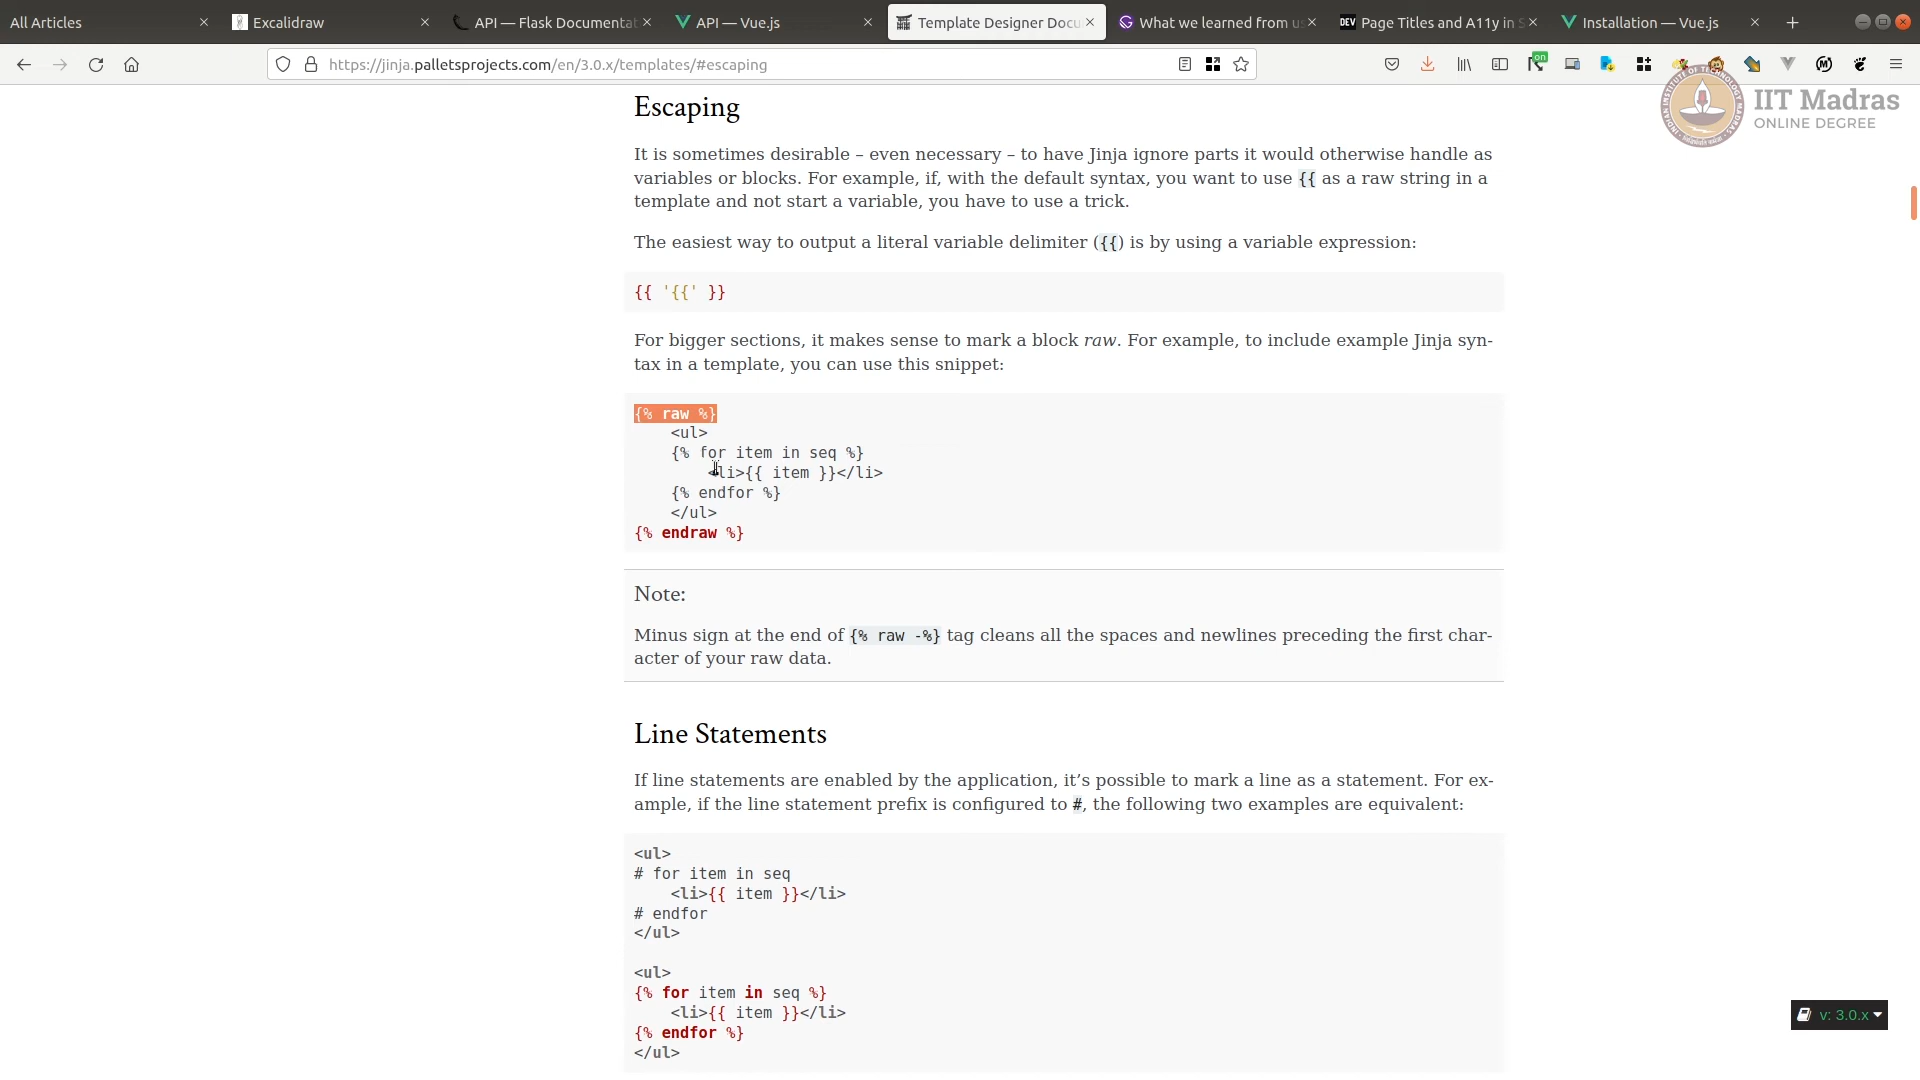 All Articles
Excalidraw
API — Flask Documentat
API — Vue.js
Template Designer Docu
What we learned from us
DEV Page Titles and A11y in S
Installation — Vue.js
https://jinja.palletsprojects.com/en/3.0.x/templates/#escaping
on
IIT Madras
ONLINE DEGREE
Escaping
It is sometimes desirable – even necessary – to have Jinja ignore parts it would otherwise handle as
variables or blocks. For example, if, with the default syntax, you want to use {{ as a raw string in a
template and not start a variable, you have to use a trick.
The easiest way to output a literal variable delimiter ({{) is by using a variable expression:
{{ '{{' }}
For bigger sections, it makes sense to mark a block raw. For example, to include example Jinja syn-
tax in a template, you can use this snippet:
{% raw %}
<ul>
{% for item in seq %}
<li>{{ item }}</li>
{% endfor %}
</ul>
{% endraw %}
Note:
Minus sign at the end of {% raw -%} tag cleans all the spaces and newlines preceding the first char-
acter of your raw data.
Line Statements
If line statements are enabled by the application, it’s possible to mark a line as a statement. For ex-
ample, if the line statement prefix is configured to #, the following two examples are equivalent:
<ul>
# for item in seq
<li>{{ item }}</li>
# endfor
</ul>
<ul>
{% for item in seq %}
<li>{{ item }}</li>
{% endfor %}
</ul>
v: 3.0.x